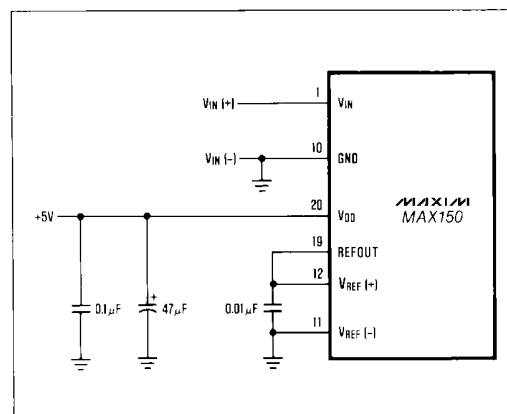 1
VIN (+)
VIN
VIN (−)
10
GND
MAXIM
MAX150
20
+5V
VDD
19
REFOUT
12
VREF (+)
0.1µF
47µF
+
0.01µF
11
VREF (−)